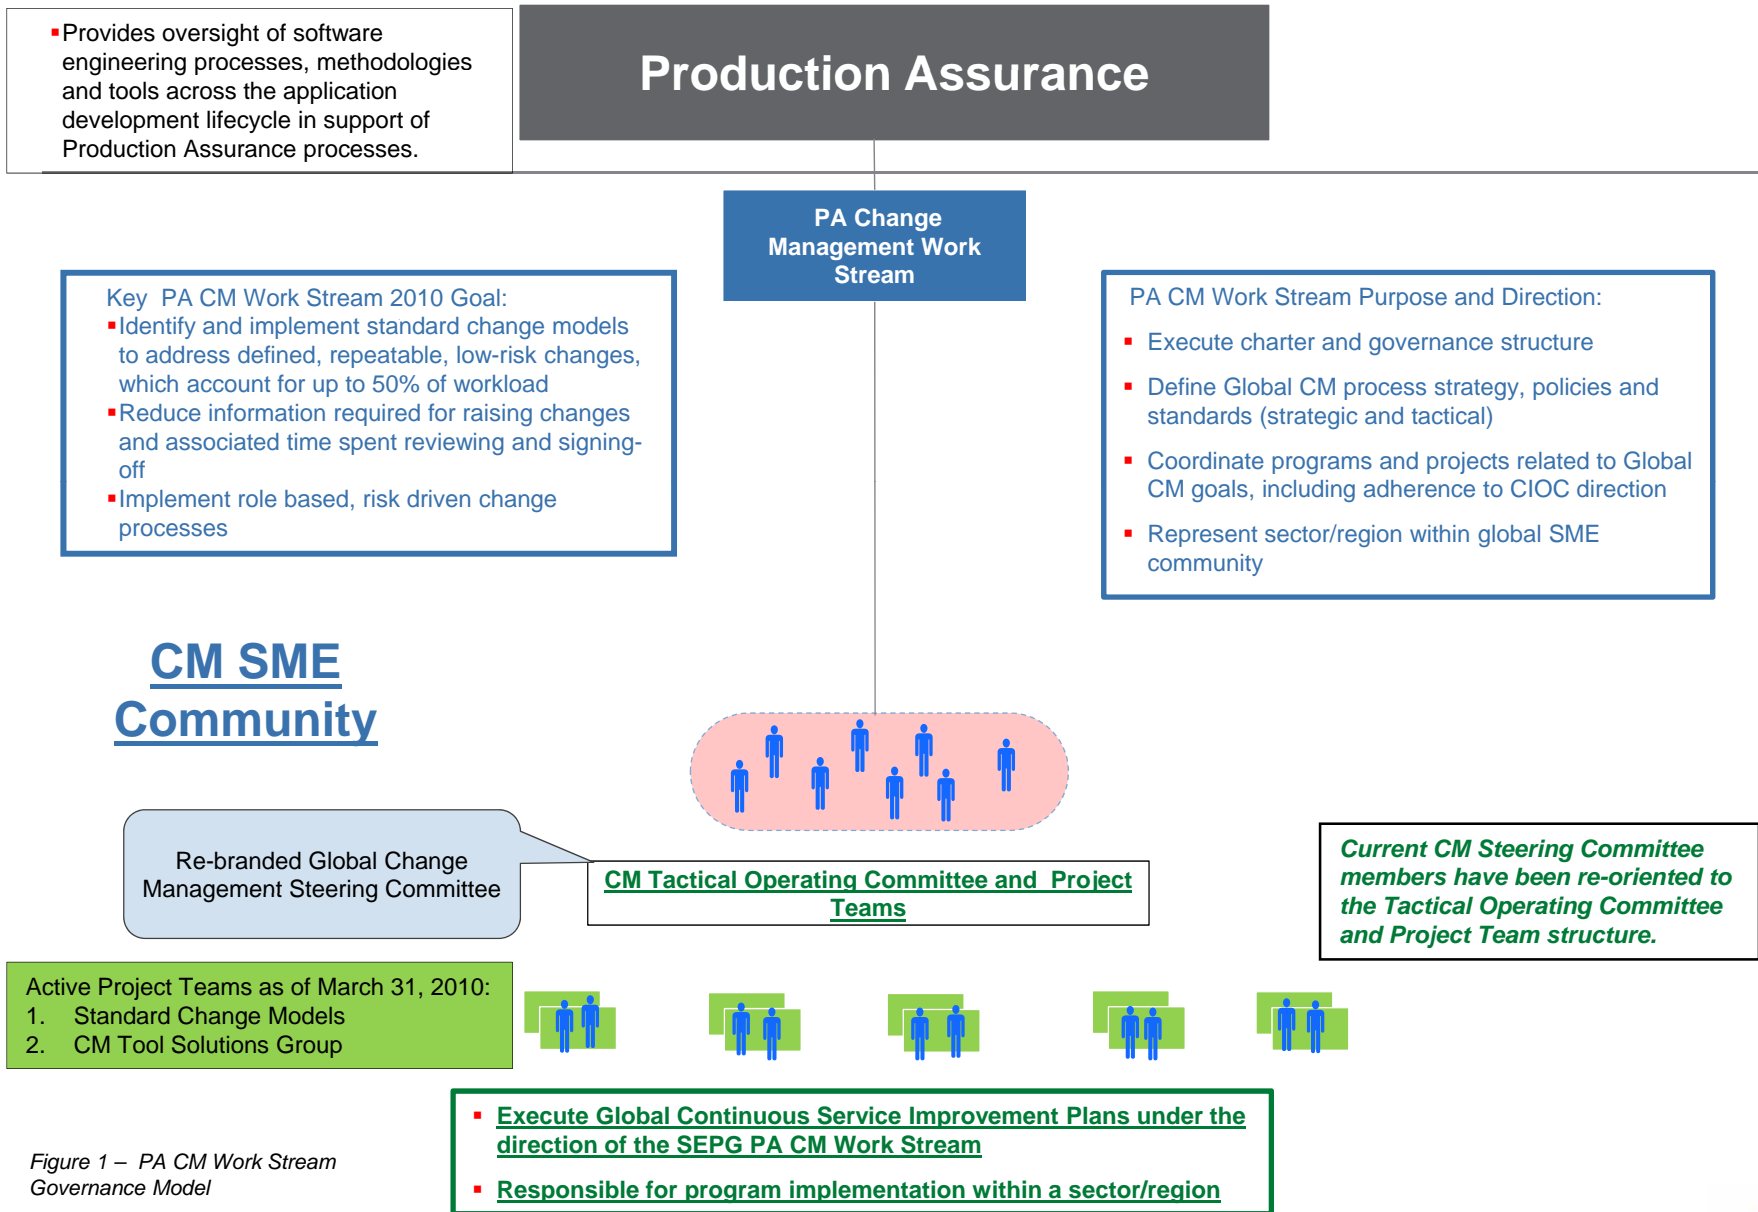 ▪Provides oversight of software
engineering processes, methodologies
and tools across the application
development lifecycle in support of
Production Assurance processes.
Production Assurance
PA Change
Management Work
Stream
Key  PA CM Work Stream 2010 Goal:
▪Identify and implement standard change models
to address defined, repeatable, low-risk changes,
which account for up to 50% of workload
▪Reduce information required for raising changes
and associated time spent reviewing and signing-
off
▪Implement role based, risk driven change
processes
PA CM Work Stream Purpose and Direction:
▪ Execute charter and governance structure
▪ Define Global CM process strategy, policies and
standards (strategic and tactical)
▪ Coordinate programs and projects related to Global
CM goals, including adherence to CIOC direction
▪ Represent sector/region within global SME
community
CM SME
Community
Re-branded Global Change
Management Steering Committee
CM Tactical Operating Committee and  Project
Teams
Current CM Steering Committee
members have been re-oriented to
the Tactical Operating Committee
and Project Team structure.
Active Project Teams as of March 31, 2010:
1. Standard Change Models
2. CM Tool Solutions Group
▪ Execute Global Continuous Service Improvement Plans under the
direction of the SEPG PA CM Work Stream
▪ Responsible for program implementation within a sector/region
Figure 1 – PA CM Work Stream
Governance Model